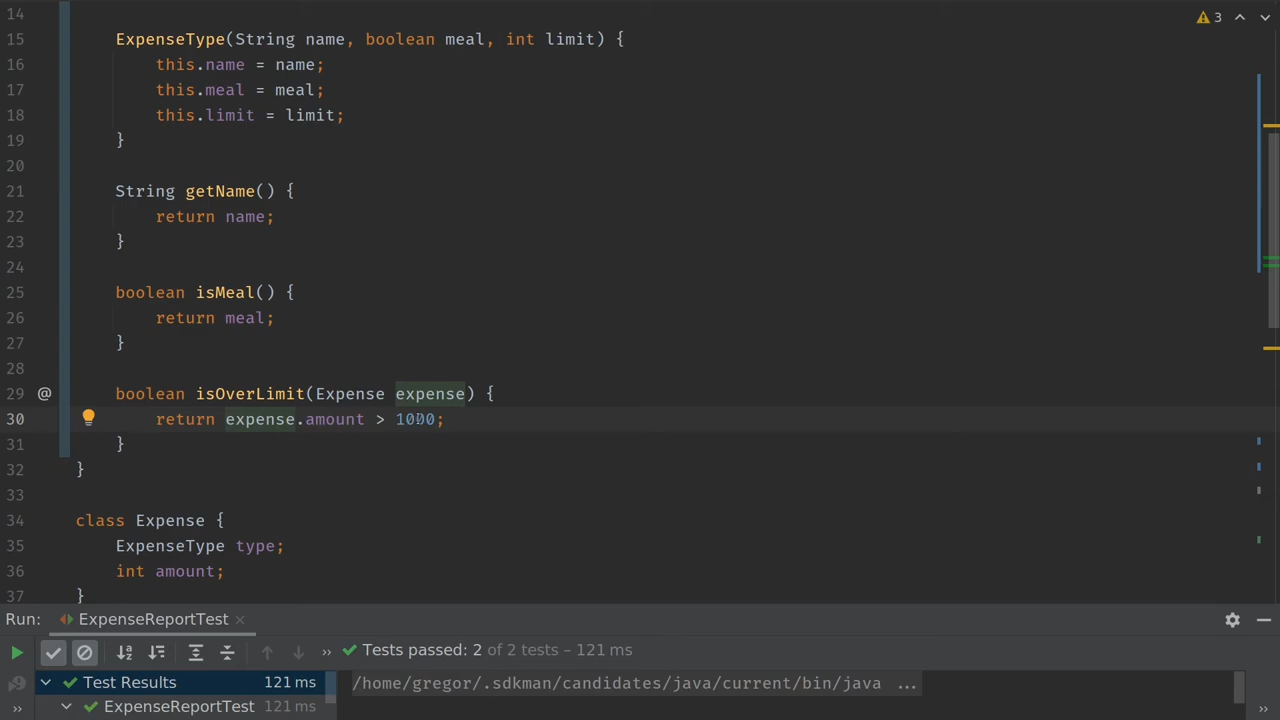 14
3
15 ExpenseType(String name, boolean meal, int limit) {
16 this.name = name;
17 this.meal = meal;
18 this.limit = limit;
19 }
20
21 String getName() {
22 return name;
23 }
24
25 boolean isMeal() {
26 return meal;
27 }
28
29 @ boolean isOverLimit(Expense expense) {
30 return expense.amount > 1000;
31 }
32 }
33
34 class Expense {
35 ExpenseType type;
36 int amount;
37 }
Run: ExpenseReportTest ×
» Tests passed: 2 of 2 tests – 121 ms
Test Results 121 ms /home/gregor/.sdkman/candidates/java/current/bin/java ...
» ExpenseReportTest 121 ms »